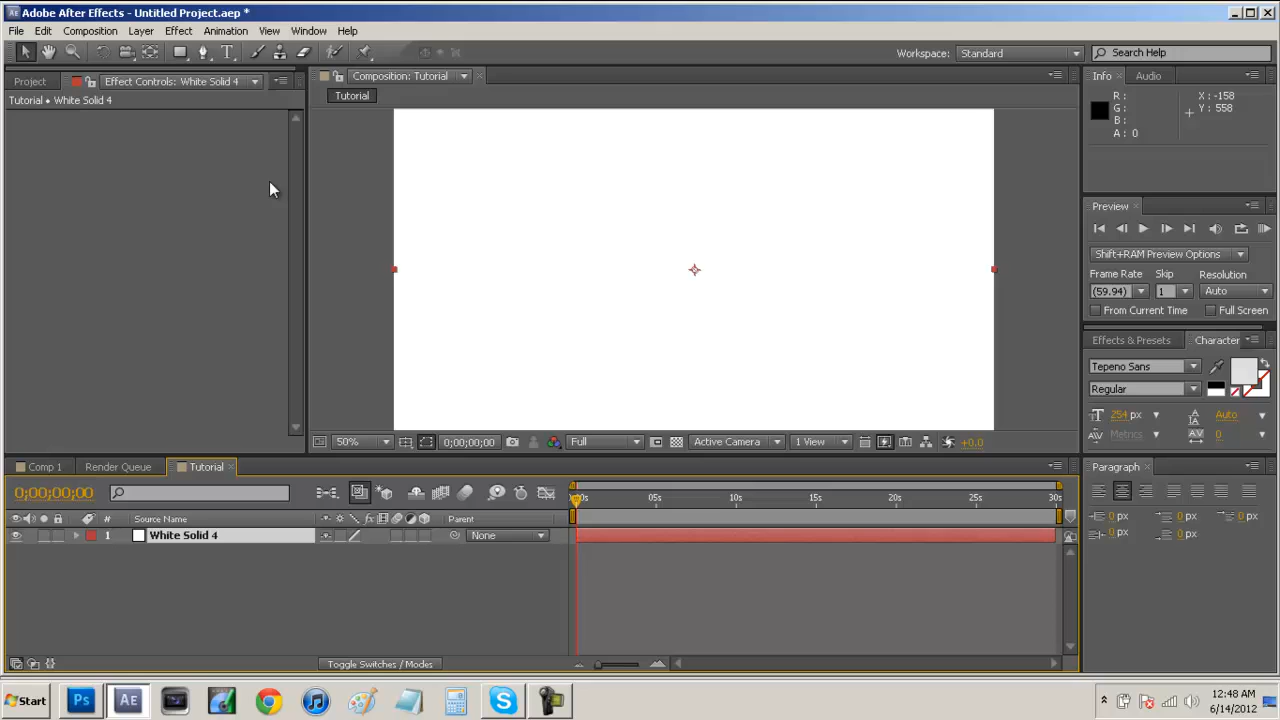 Adobe After Effects - Untitled Project.aep *
File Edit Composition Layer Effect Animation View Window Help
Workspace: Standard Search Help
Project Effect Controls: White Solid 4
Tutorial • White Solid 4
Composition: Tutorial
Tutorial
Info Audio
R :
G :
B :
A : 0
X : -158
Y : 558
Preview
Shift+RAM Preview Options
Frame Rate Skip Resolution
(59.94) 1 Auto
From Current Time Full Screen
Effects & Presets Character
Tepeno Sans
Regular
254 px Auto
Metrics 0
50% 0;00;00;00 Full Active Camera 1 View +0.0
Comp 1 Render Queue Tutorial
0;00;00;00
00s 05s 10s 15s 20s 25s 30s
# Source Name fx Parent
1 White Solid 4 None
Toggle Switches / Modes
Paragraph
0 px 0 px 0 px
0 px 0 px
Start Ps AE
12:48 AM
6/14/2012